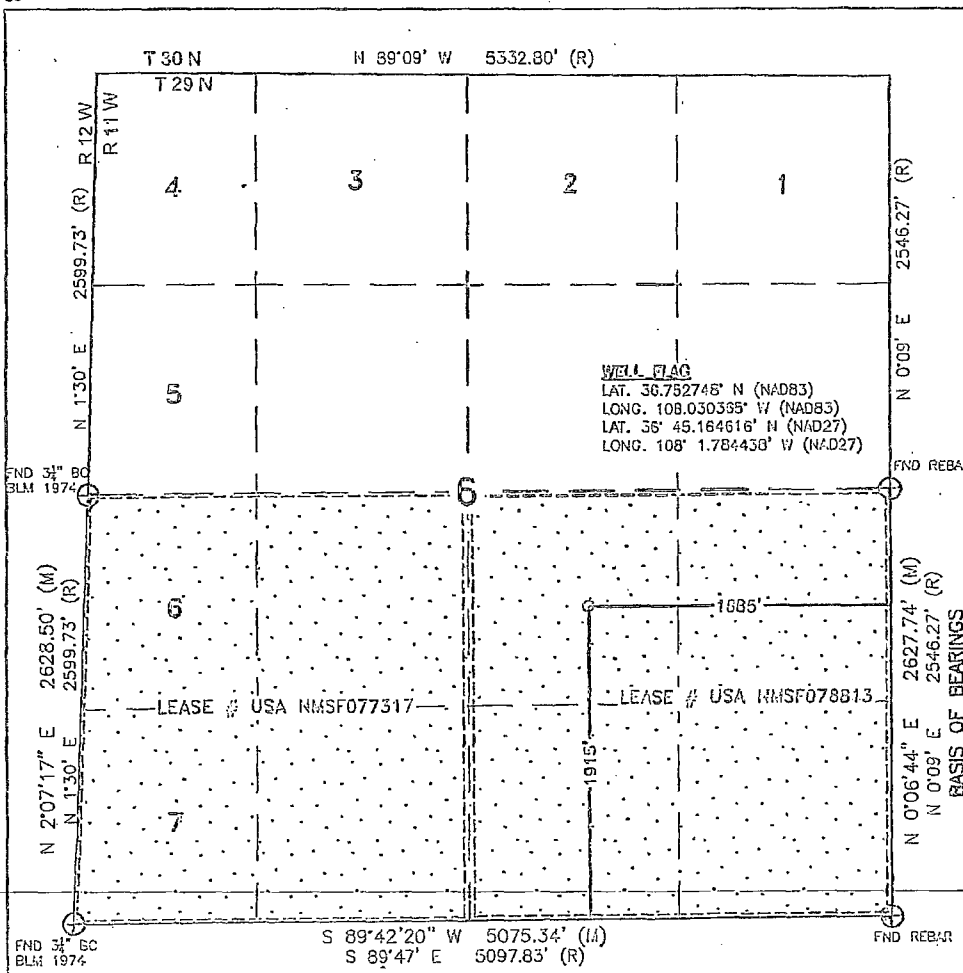 T 30 N N 89°09' W 5332.80' (R)
T 29 N
R 12 W
R 11 W
4 3 2 1
N 1°30' E 2599.73' (R)
N 0°09' E 2546.27' (R)
5
WELL FLAG
LAT. 36.752748° N (NAD83)
LONG. 108.030365° W (NAD83)
LAT. 36° 45.164616' N (NAD27)
LONG. 108° 1.784438' W (NAD27)
FND 3¼" BC
BLM 1974
6
FND REBA
6
1685'
N 2°07'17" E 2628.50' (M)
N 1°30' E 2599.73' (R)
LEASE # USA NMSF077317
LEASE # USA NMSF078813
1915'
7
N 0°06'44" E 2627.74' (M)
N 0°09' E 2546.27' (R)
BASIS OF BEARINGS
FND 3¼" BC
BLM 1974
S 89°42'20" W 5075.34' (M)
S 89°47' E 5097.83' (R)
FND REBAR